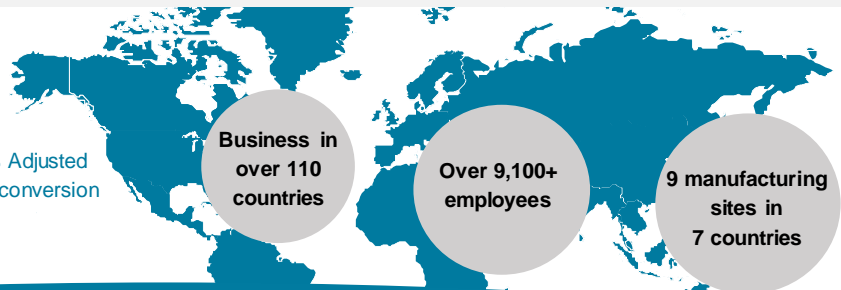 Adjusted
conversion
Business in
over 110
countries
Over 9,100+
employees
9 manufacturing
sites in
7 countries